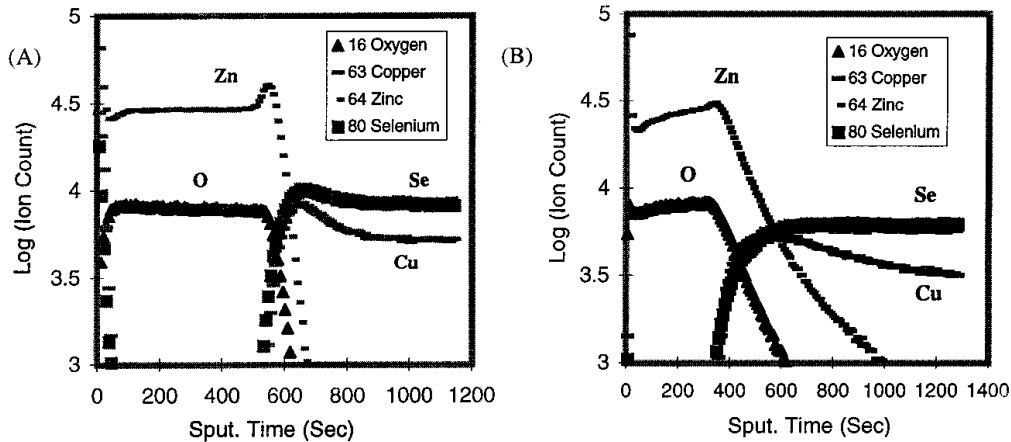 (A)
5
4.5
4
3.5
3
Log (Ion Count)
Zn
O
Se
Cu
16 Oxygen
63 Copper
64 Zinc
80 Selenium
0 200 400 600 800 1000 1200
Sput. Time (Sec)
(B)
5
4.5
4
3.5
3
Log (Ion Count)
Zn
O
Se
Cu
16 Oxygen
63 Copper
64 Zinc
80 Selenium
0 200 400 600 800 1000 1200 1400
Sput. Time (Sec)